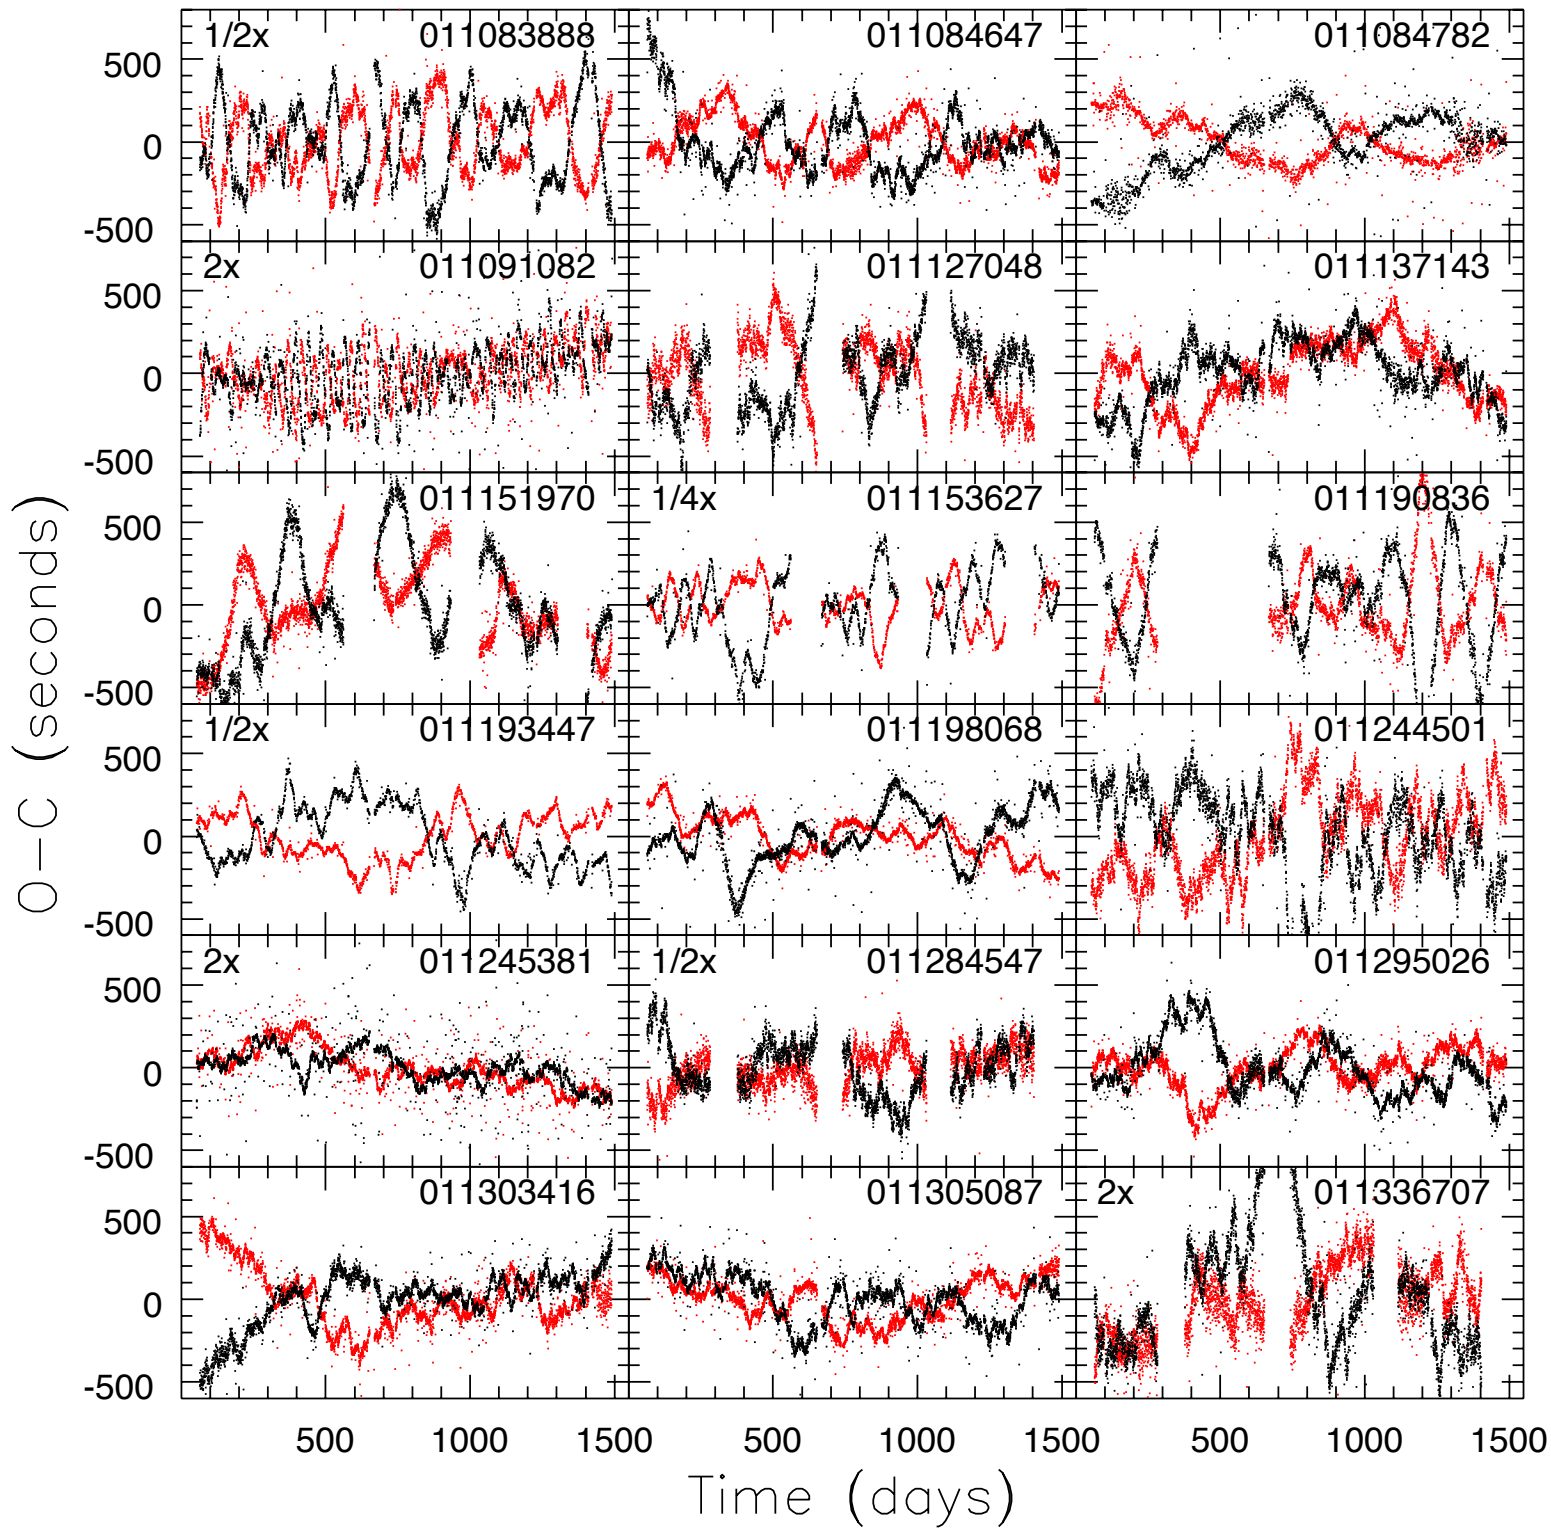 1/2x 011083888 011084647 011084782
500
0
-500
2x 011091082 011127048 011137143
500
0
-500
011151970 1/4x 011153627 011190836
500
0
-500
1/2x 011193447 011198068 011244501
500
0
-500
2x 011245381 1/2x 011284547 011295026
500
0
-500
011303416 011305087 2x 011336707
500
0
-500
500 1000 1500 500 1000 1500 500 1000 1500
Time (days)
O-C (seconds)